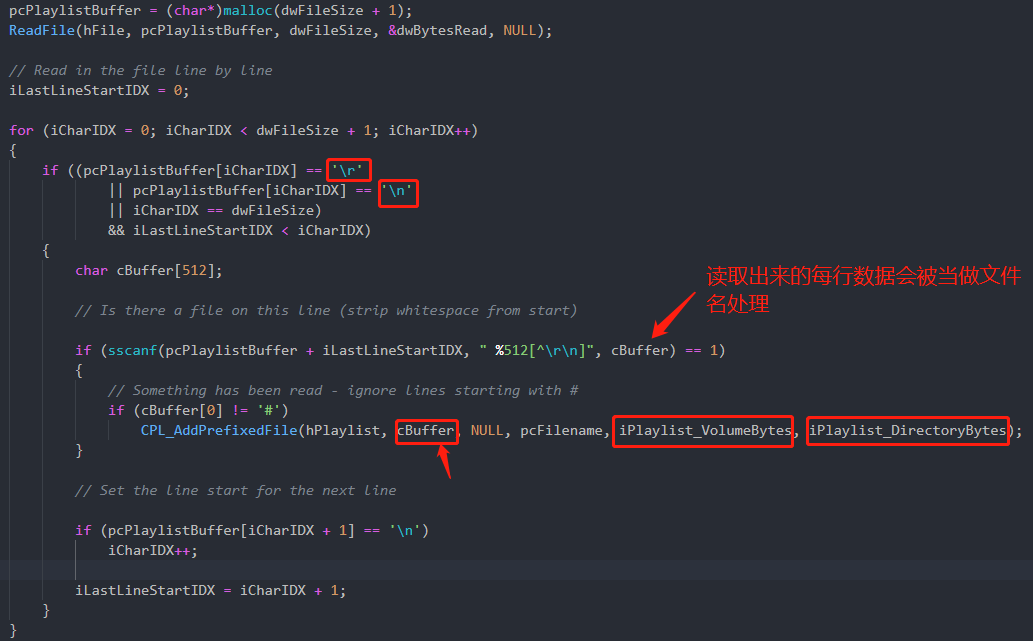 pcPlaylistBuffer = (char*)malloc(dwFileSize + 1);
ReadFile(hFile, pcPlaylistBuffer, dwFileSize, &dwBytesRead, NULL);
// Read in the file line by line
iLastLineStartIDX = 0;
for (iCharIDX = 0; iCharIDX < dwFileSize + 1; iCharIDX++)
{
if ((pcPlaylistBuffer[iCharIDX] == '\r'
|| pcPlaylistBuffer[iCharIDX] == '\n'
|| iCharIDX == dwFileSize)
&& iLastLineStartIDX < iCharIDX)
{
char cBuffer[512];
读取出来的每行数据会被当做文件
名处理
// Is there a file on this line (strip whitespace from start)
if (sscanf(pcPlaylistBuffer + iLastLineStartIDX, " %512[^\r\n]", cBuffer) == 1)
{
// Something has been read - ignore lines starting with #
if (cBuffer[0] != '#')
CPL_AddPrefixedFile(hPlaylist, cBuffer, NULL, pcFilename, iPlaylist_VolumeBytes, iPlaylist_DirectoryBytes);
}
// Set the line start for the next line
if (pcPlaylistBuffer[iCharIDX + 1] == '\n')
iCharIDX++;
iLastLineStartIDX = iCharIDX + 1;
}
}